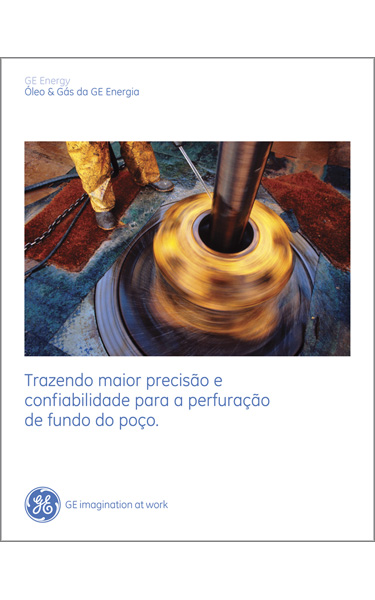 GE Energy
Óleo & Gás da GE Energia
Trazendo maior precisão e
confiabilidade para a perfuração
de fundo do poço.
GE imagination at work